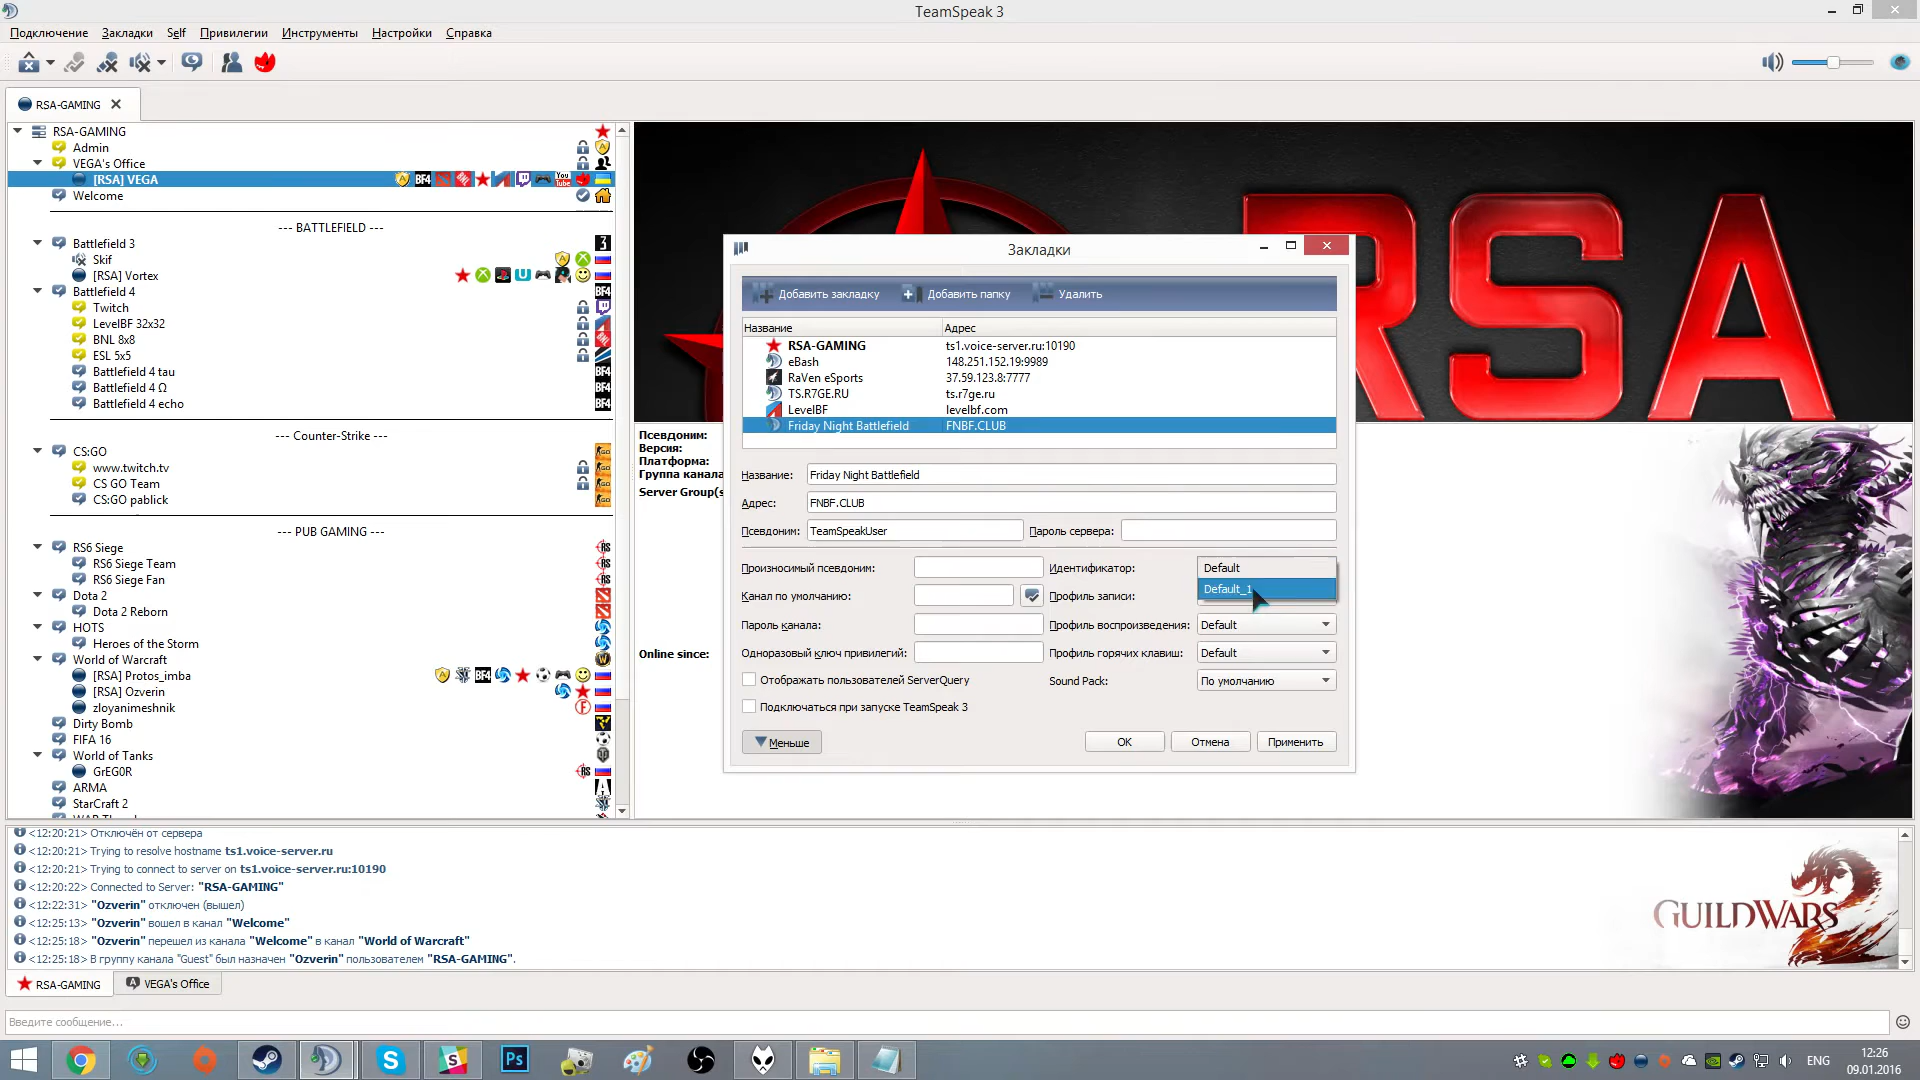 TeamSpeak 3
Подключение Закладки Self Привилегии Инструменты Настройки Справка
RSA-GAMING
RSA-GAMING
Admin
VEGA's Office
[RSA] VEGA
Welcome
--- BATTLEFIELD ---
Battlefield 3
Skif
[RSA] Vortex
Battlefield 4
Twitch
LevelBF 32x32
BNL 8x8
ESL 5x5
Battlefield 4 tau
Battlefield 4 Ω
Battlefield 4 echo
--- Counter-Strike ---
CS:GO
www.twitch.tv
CS GO Team
CS:GO pablick
--- PUB GAMING ---
RS6 Siege
RS6 Siege Team
RS6 Siege Fan
Dota 2
Dota 2 Reborn
HOTS
Heroes of the Storm
World of Warcraft
[RSA] Protos_imba
[RSA] Ozverin
zloyanimeshnik
Dirty Bomb
FIFA 16
World of Tanks
GrEG0R
ARMA
StarCraft 2
RSA
Псевдоним:
Версия:
Платформа:
Группа канала
Server Group(s
Online since:
Закладки
Добавить закладку Добавить папку Удалить
Название Адрес
RSA-GAMING ts1.voice-server.ru:10190
eBash 148.251.152.19:9989
RaVen eSports 37.59.123.8:7777
TS.R7GE.RU ts.r7ge.ru
LevelBF levelbf.com
Friday Night Battlefield FNBF.CLUB
Название: Friday Night Battlefield
Адрес: FNBF.CLUB
Псевдоним: TeamSpeakUser Пароль сервера:
Произносимый псевдоним: Идентификатор: Default
Default_1
Канал по умолчанию: Профиль записи:
Пароль канала: Профиль воспроизведения: Default
Одноразовый ключ привилегий: Профиль горячих клавиш: Default
Отображать пользователей ServerQuery Sound Pack: По умолчанию
Подключаться при запуске TeamSpeak 3
Меньше OK Отмена Применить
<12:20:21> Отключён от сервера
<12:20:21> Trying to resolve hostname ts1.voice-server.ru
<12:20:21> Trying to connect to server on ts1.voice-server.ru:10190
<12:20:22> Connected to Server: "RSA-GAMING"
<12:22:31> "Ozverin" отключен (вышел)
<12:25:13> "Ozverin" вошел в канал "Welcome"
<12:25:18> "Ozverin" перешел из канала "Welcome" в канал "World of Warcraft"
<12:25:18> В группу канала "Guest" был назначен "Ozverin" пользователем "RSA-GAMING".
GUILDWARS 2
RSA-GAMING VEGA's Office
Введите сообщение...
Ps
ENG
12:26
09.01.2016